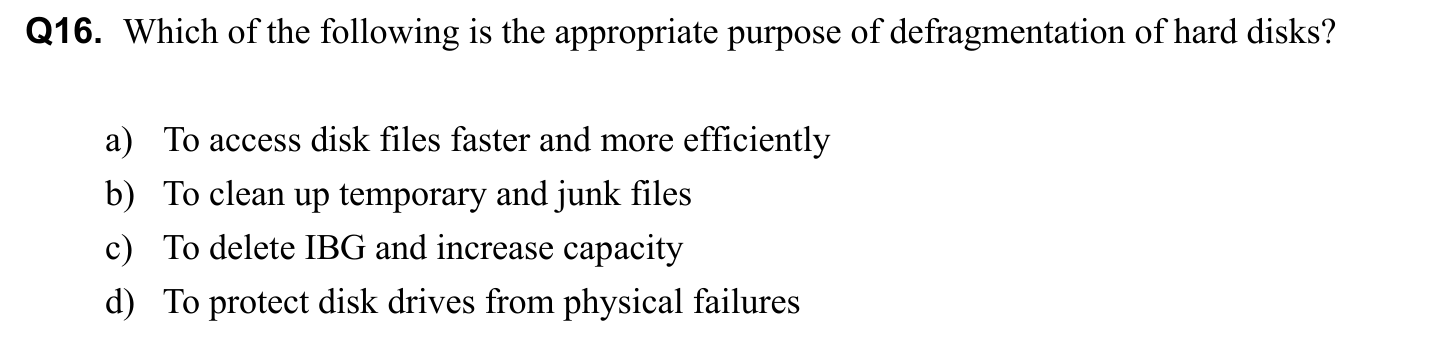 Q16. Which of the following is the appropriate purpose of defragmentation of hard disks?
a) To access disk files faster and more efficiently
b) To clean up temporary and junk files
c) To delete IBG and increase capacity
d) To protect disk drives from physical failures